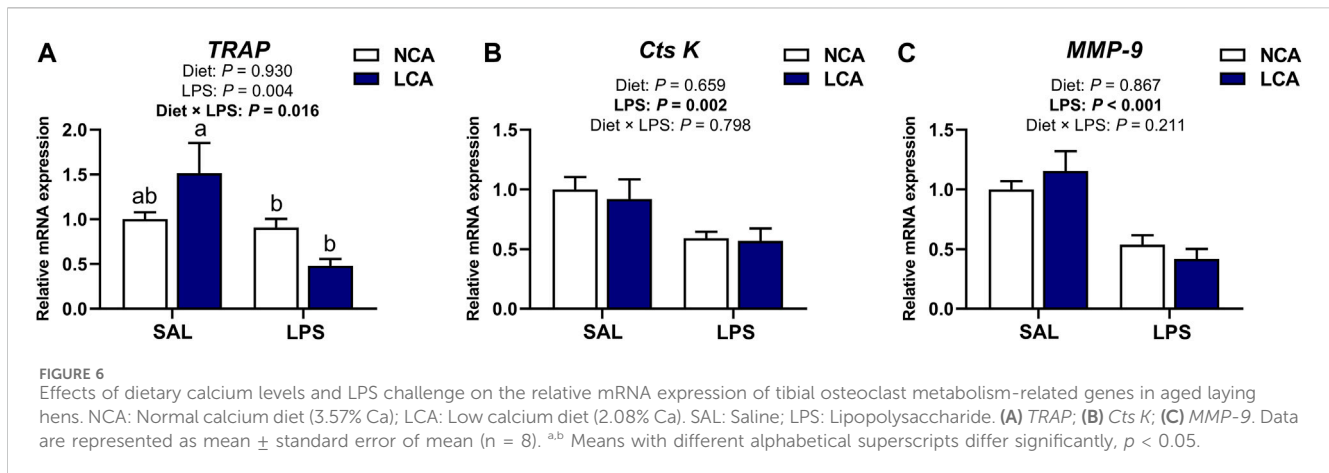 A
TRAP
NCA
LCA
Diet: P = 0.930
LPS: P = 0.004
Diet × LPS: P = 0.016
Relative mRNA expression
2.0
1.5
1.0
0.5
0.0
ab
a
b
b
SAL
LPS
B
Cts K
NCA
LCA
Diet: P = 0.659
LPS: P = 0.002
Diet × LPS: P = 0.798
Relative mRNA expression
1.5
1.0
0.5
0.0
SAL
LPS
C
MMP-9
NCA
LCA
Diet: P = 0.867
LPS: P < 0.001
Diet × LPS: P = 0.211
Relative mRNA expression
1.5
1.0
0.5
0.0
SAL
LPS
FIGURE 6
Effects of dietary calcium levels and LPS challenge on the relative mRNA expression of tibial osteoclast metabolism-related genes in aged laying
hens. NCA: Normal calcium diet (3.57% Ca); LCA: Low calcium diet (2.08% Ca). SAL: Saline; LPS: Lipopolysaccharide. (A) TRAP; (B) Cts K; (C) MMP-9. Data
are represented as mean ± standard error of mean (n = 8). a,b Means with different alphabetical superscripts differ significantly, p < 0.05.